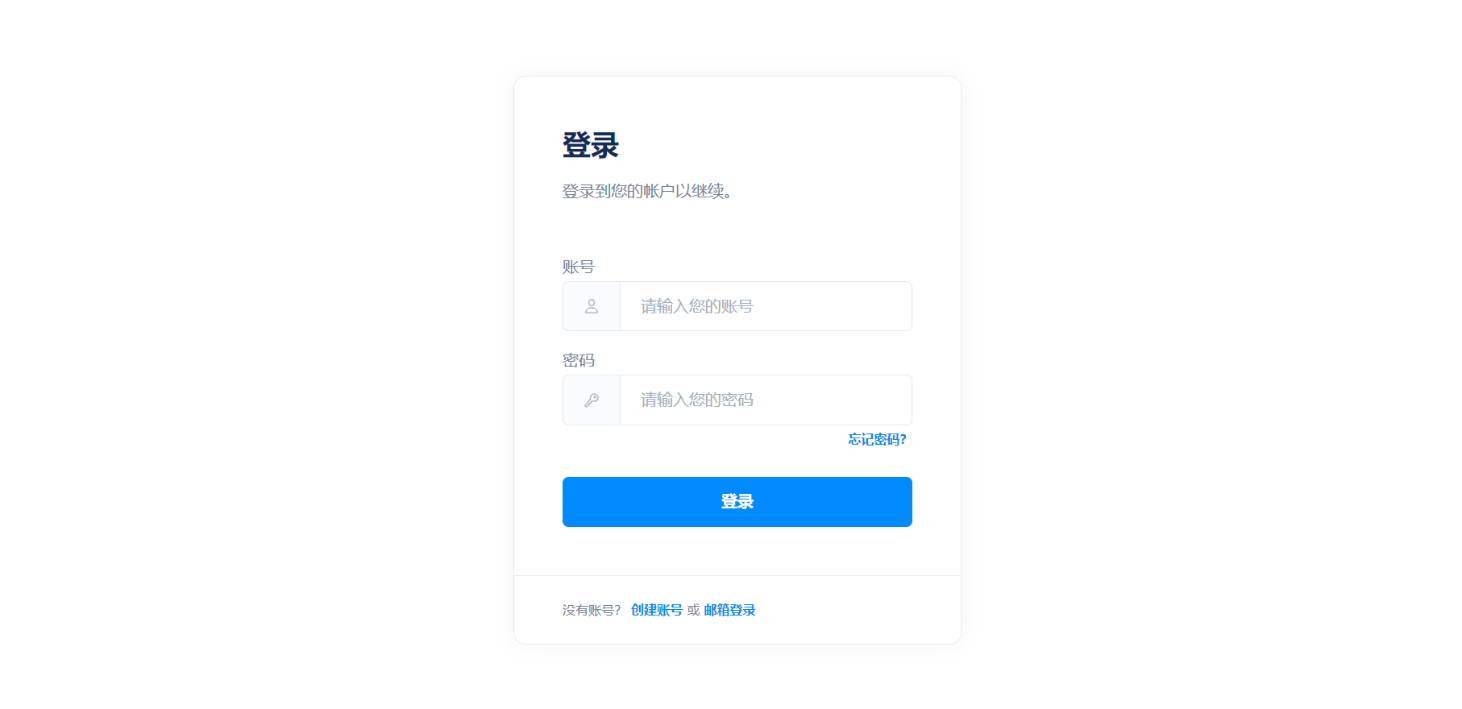 登录
登录到您的帐户以继续。
账号
请输入您的账号
密码
请输入您的密码
忘记密码?
登录
没有账号? 创建账号 或 邮箱登录